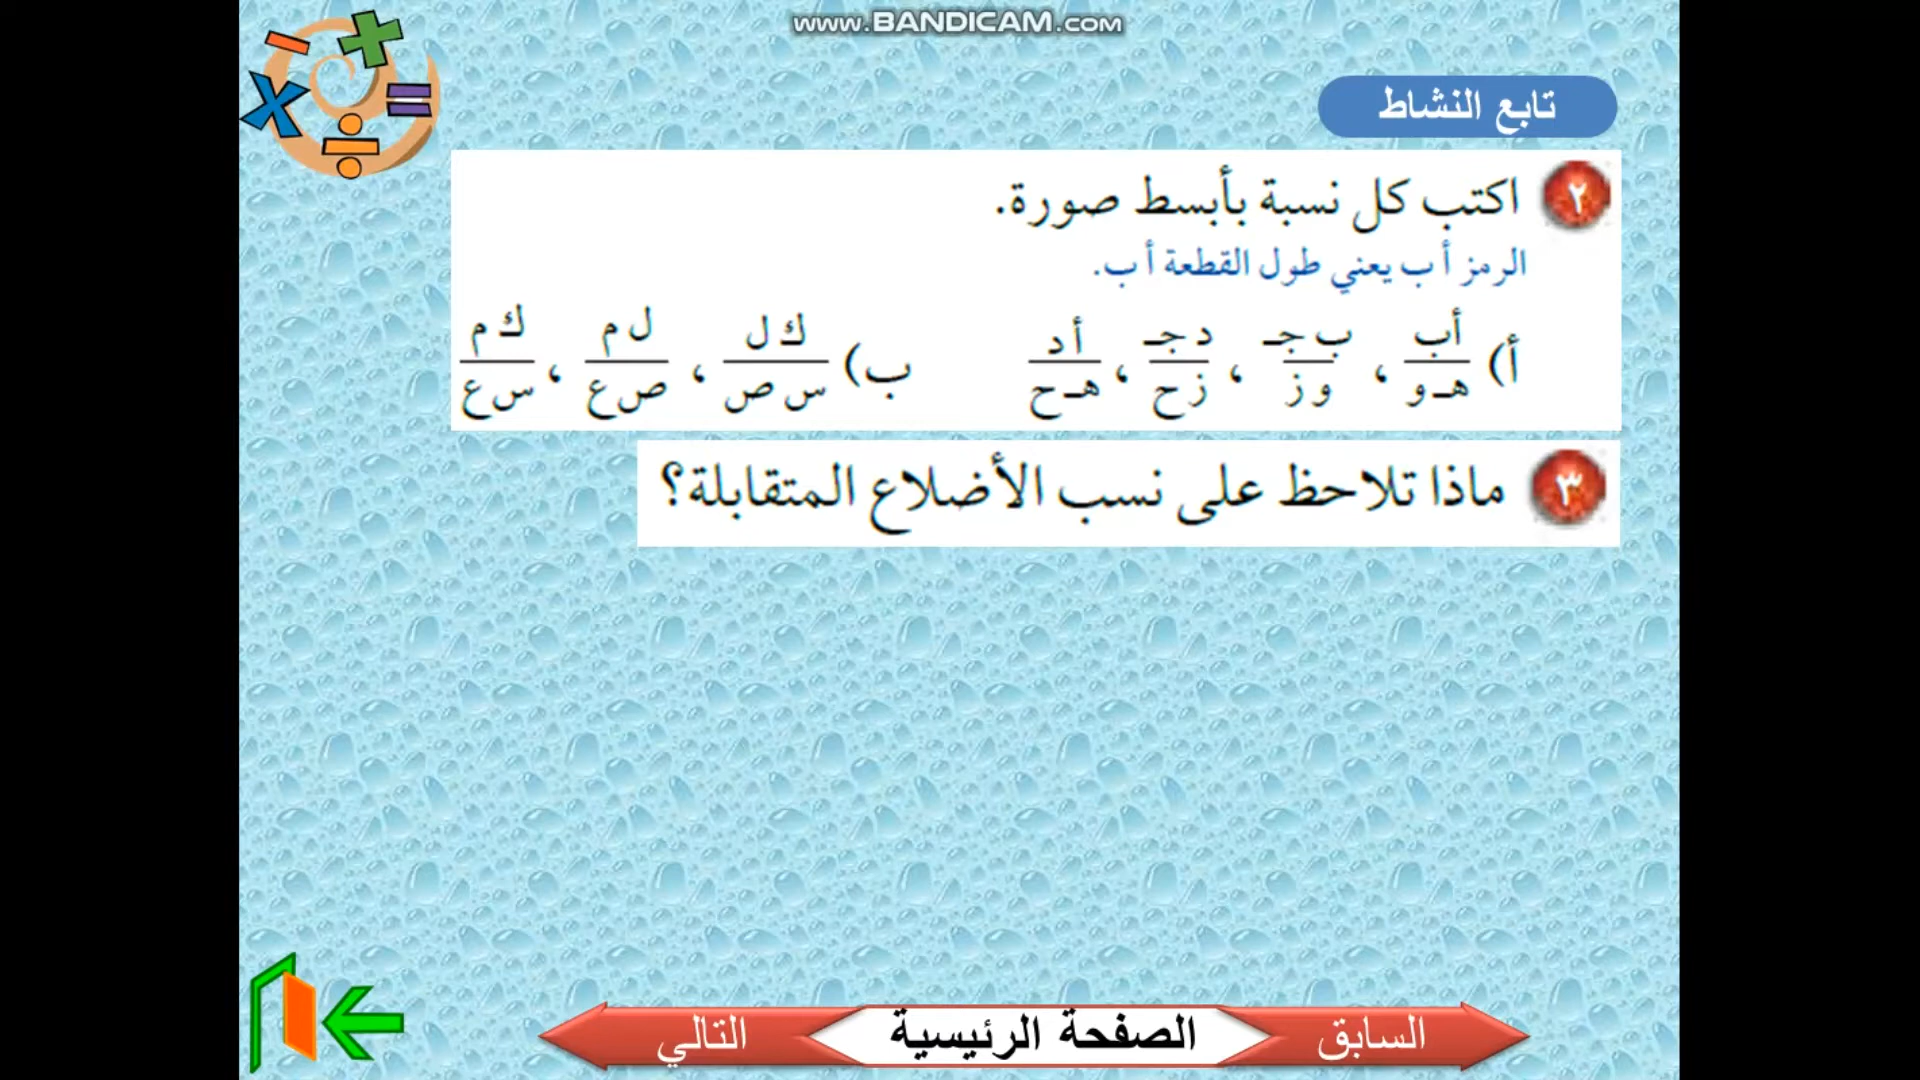 www.BANDICAM.com
تابع النشاط
٢ اكتب كل نسبة بأبسط صورة.
الرمز أ ب يعني طول القطعة أ ب.
أ) أب / هـ و ، ب جـ / و ز ، د جـ / ز ح ، أ د / هـ ح ب) ك ل / س ص ، ل م / ص ع ، ك م / س ع
٣ ماذا تلاحظ على نسب الأضلاع المتقابلة؟
السابق الصفحة الرئيسية التالي